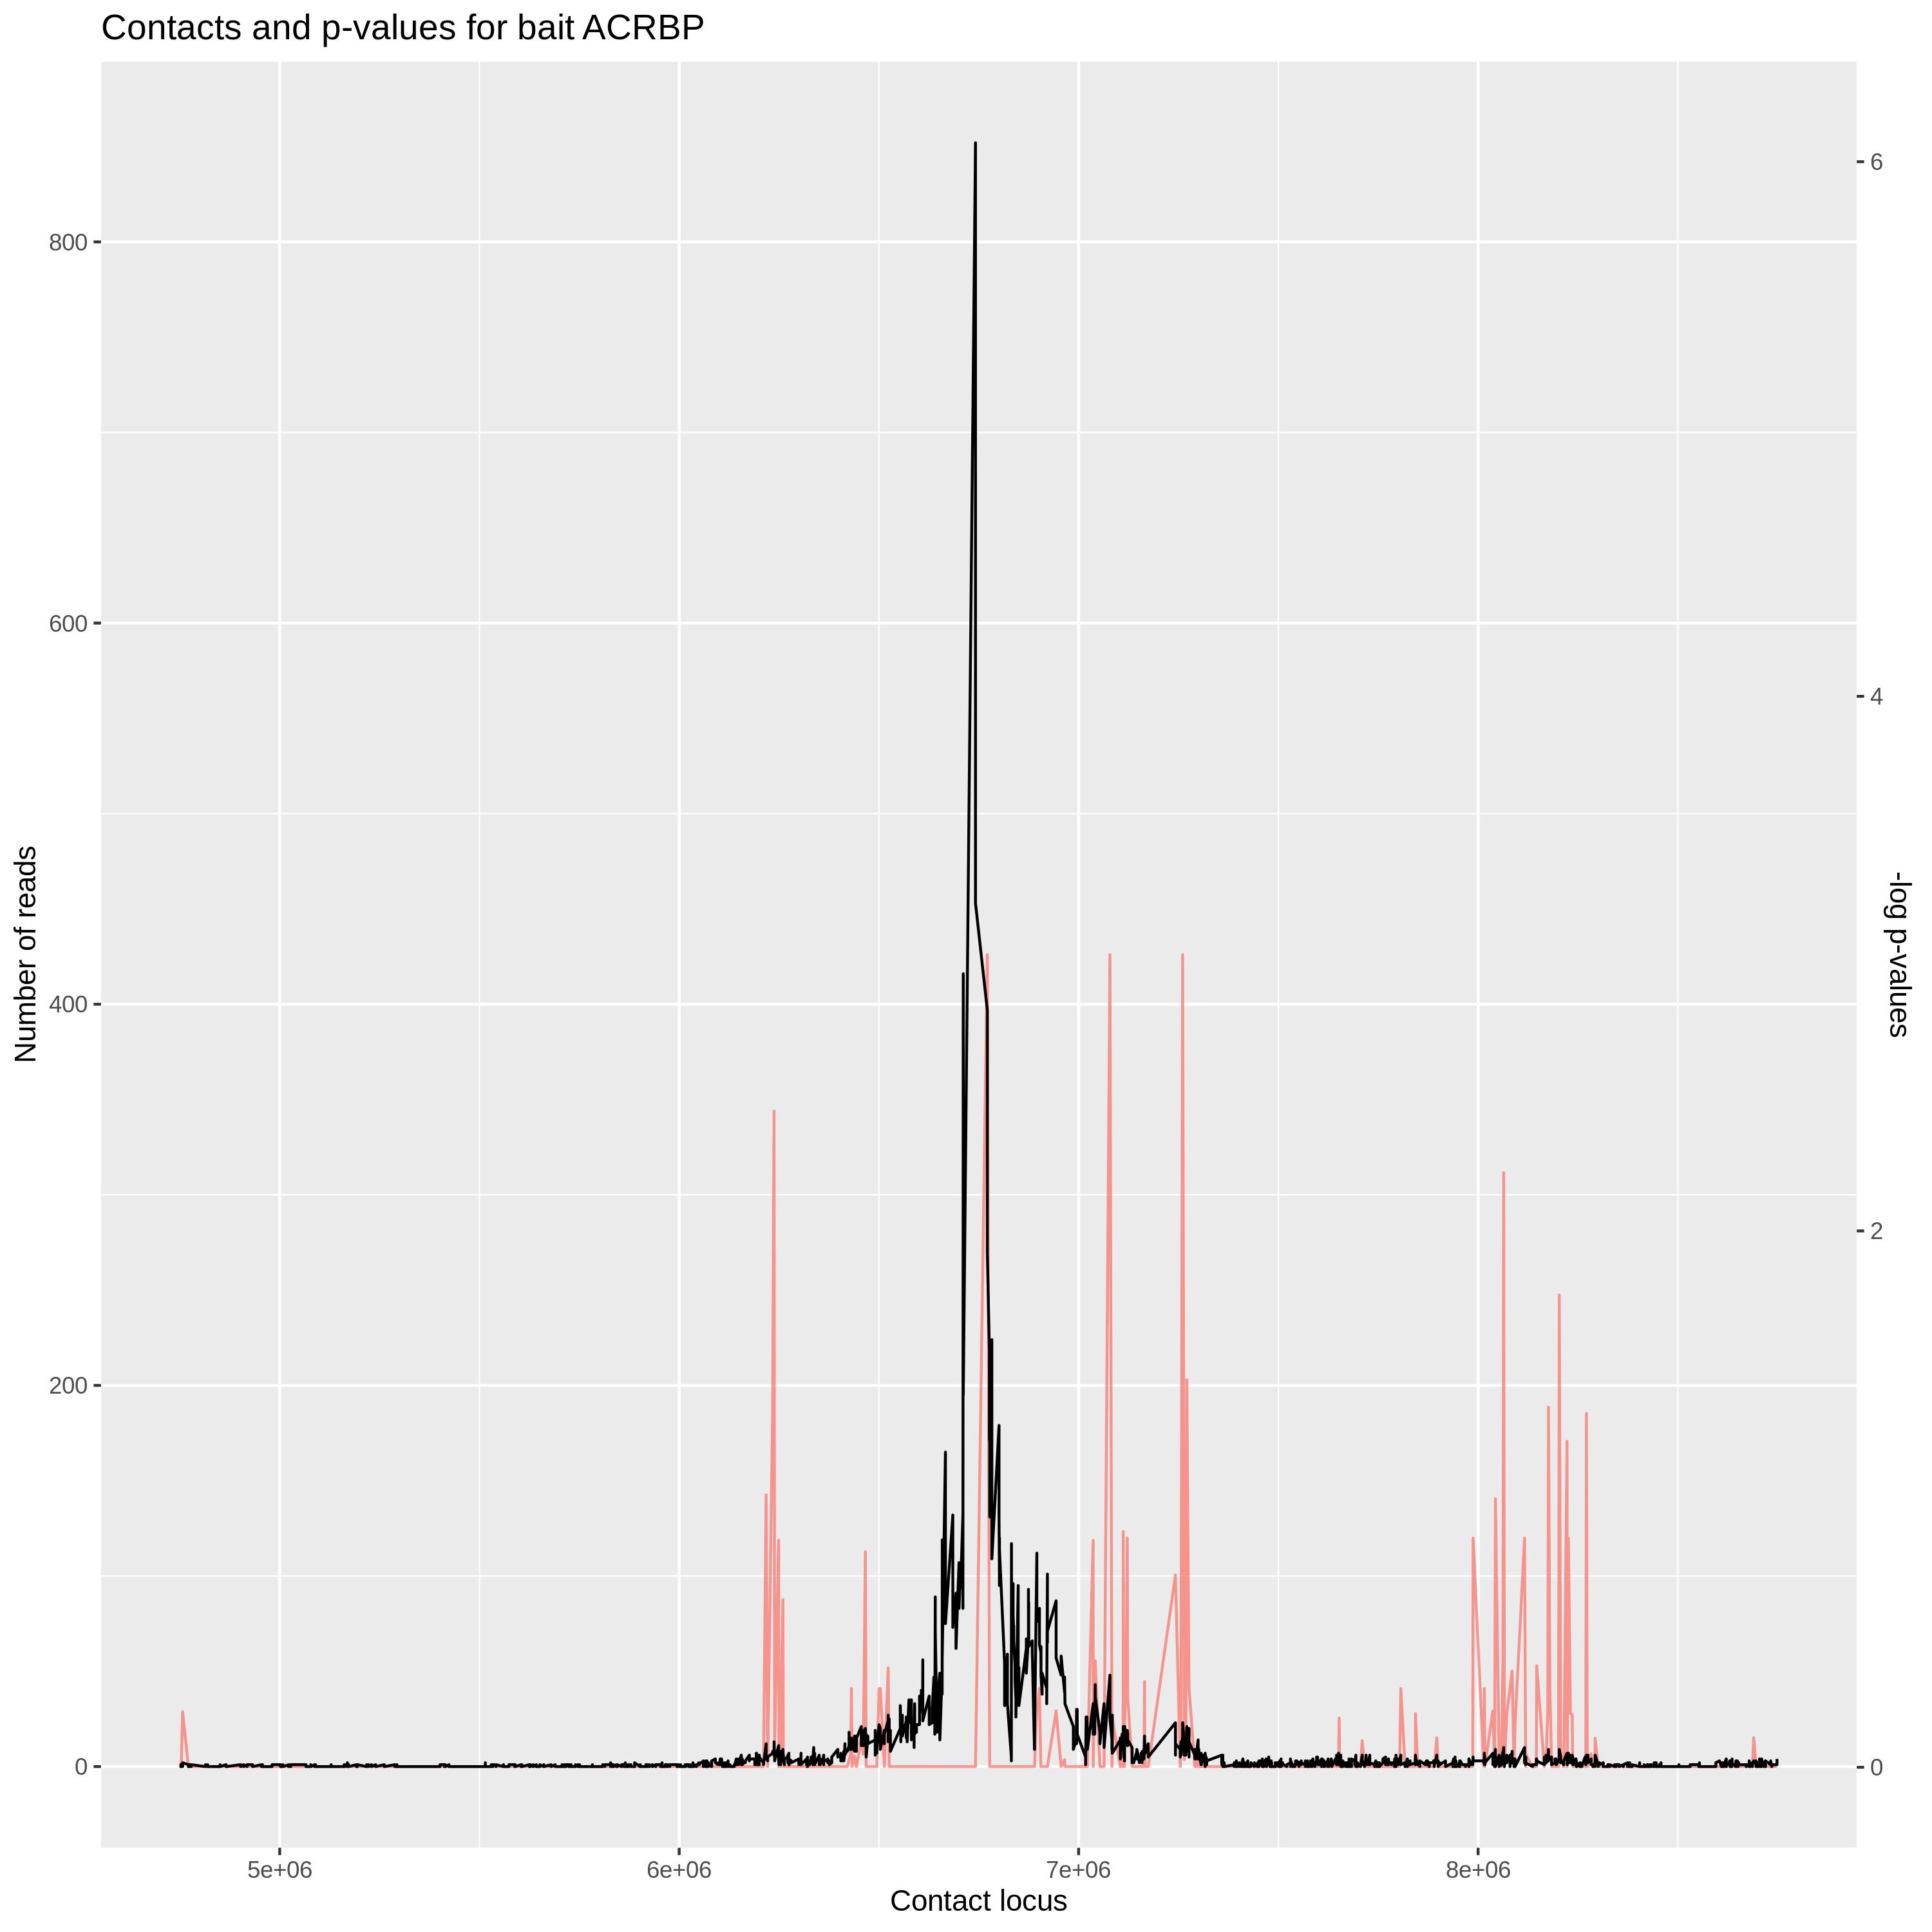 Contacts and p-values for bait ACRBP
800
600
400
200
0
Number of reads
6
4
2
0
-log p-values
5e+06
6e+06
7e+06
8e+06
Contact locus